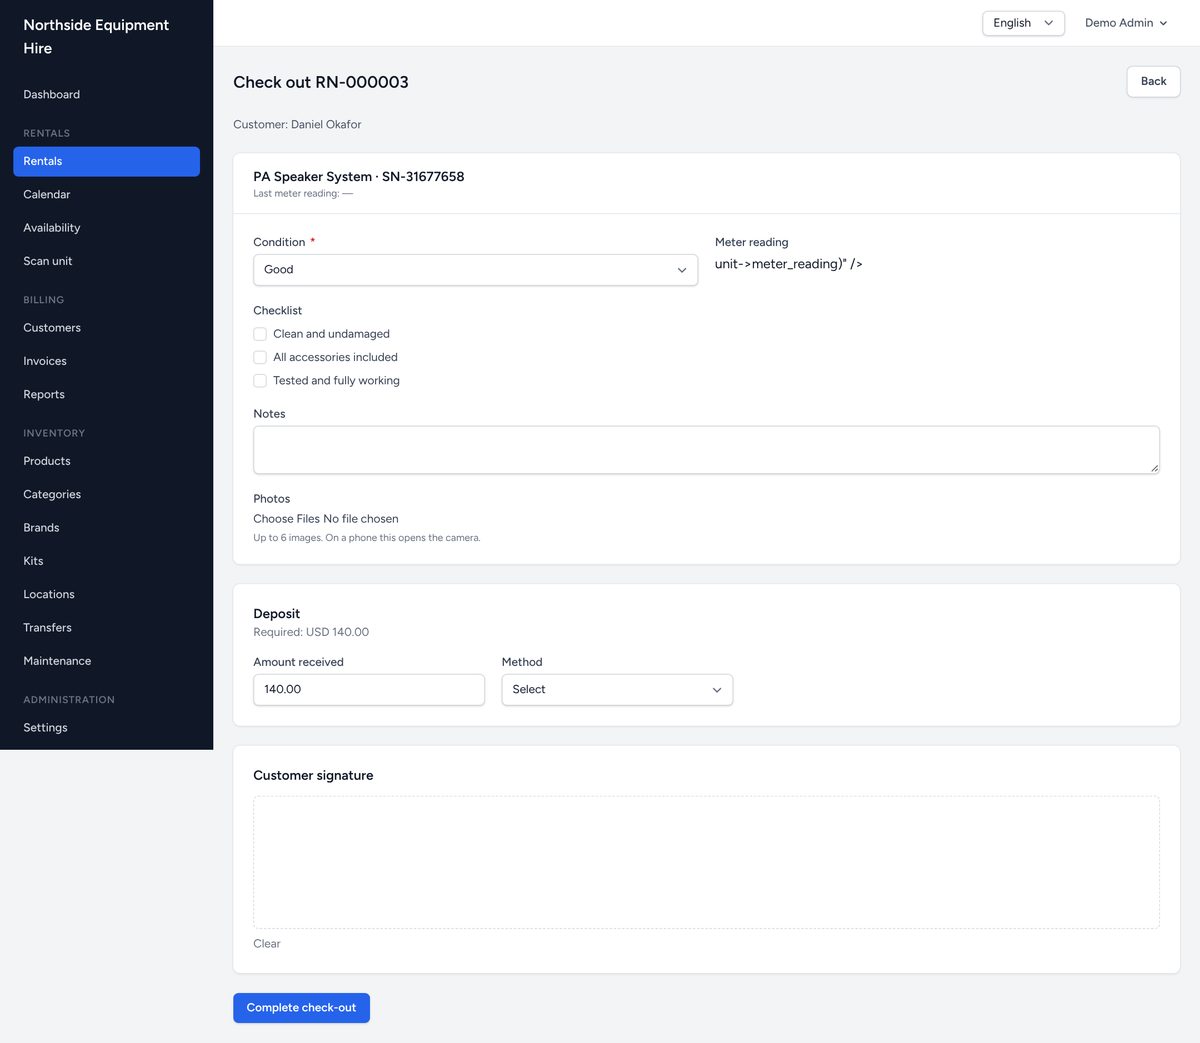 Northside Equipment
Hire
Dashboard
RENTALS
Rentals
Calendar
Availability
Scan unit
BILLING
Customers
Invoices
Reports
INVENTORY
Products
Categories
Brands
Kits
Locations
Transfers
Maintenance
ADMINISTRATION
Settings
English
Demo Admin
Check out RN-000003
Back
Customer: Daniel Okafor
PA Speaker System · SN-31677658
Last meter reading: —
Condition *
Meter reading
Good
unit->meter_reading)" />
Checklist
Clean and undamaged
All accessories included
Tested and fully working
Notes
Photos
Choose Files No file chosen
Up to 6 images. On a phone this opens the camera.
Deposit
Required: USD 140.00
Amount received
Method
140.00
Select
Customer signature
Clear
Complete check-out